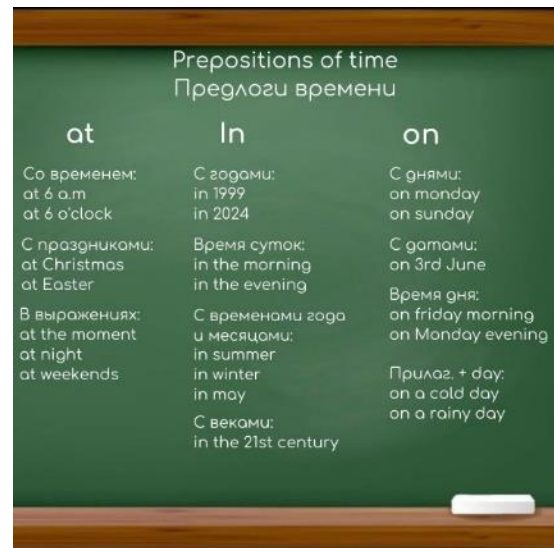 Prepositions of time
Предлоги времени
at
Со временем:
at 6 a.m
at 6 o'clock
С праздниками:
at Christmas
at Easter
В выражениях:
at the moment
at night
at weekends
In
С годами:
in 1999
in 2024
Время суток:
in the morning
in the evening
С временами года
и месяцами:
in summer
in winter
in may
С веками:
in the 21st century
on
С днями:
on monday
on sunday
С датами:
on 3rd June
Время дня:
on friday morning
on Monday evening
Прилаг. + day:
on a cold day
on a rainy day